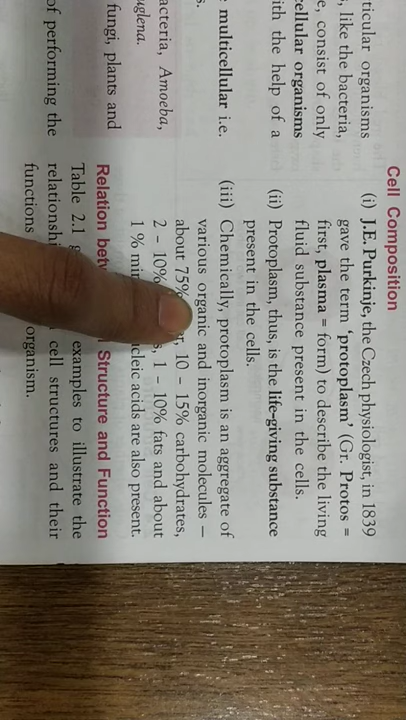 ticular organisms
, like the bacteria,
e, consist of only
cellular organisms
ith the help of a
s.
multicellular i.e.
acteria, Amoeba,
uglena.
fungi, plants and
of performing the
Cell Composition
(i) J.E. Purkinje, the Czech physiologist, in 1839
gave the term 'protoplasm' (Gr. Protos =
first, plasma = form) to describe the living
fluid substance present in the cells.
(ii) Protoplasm, thus, is the life-giving substance
present in the cells.
(iii) Chemically, protoplasm is an aggregate of
various organic and inorganic molecules –
about 75% r, 10 – 15% carbohydrates,
2 – 10% s, 1 – 10% fats and about
1 % min cleic acids are also present.
Relation betw Structure and Function
Table 2.1 g examples to illustrate the
relationshi cell structures and their
functions organism.